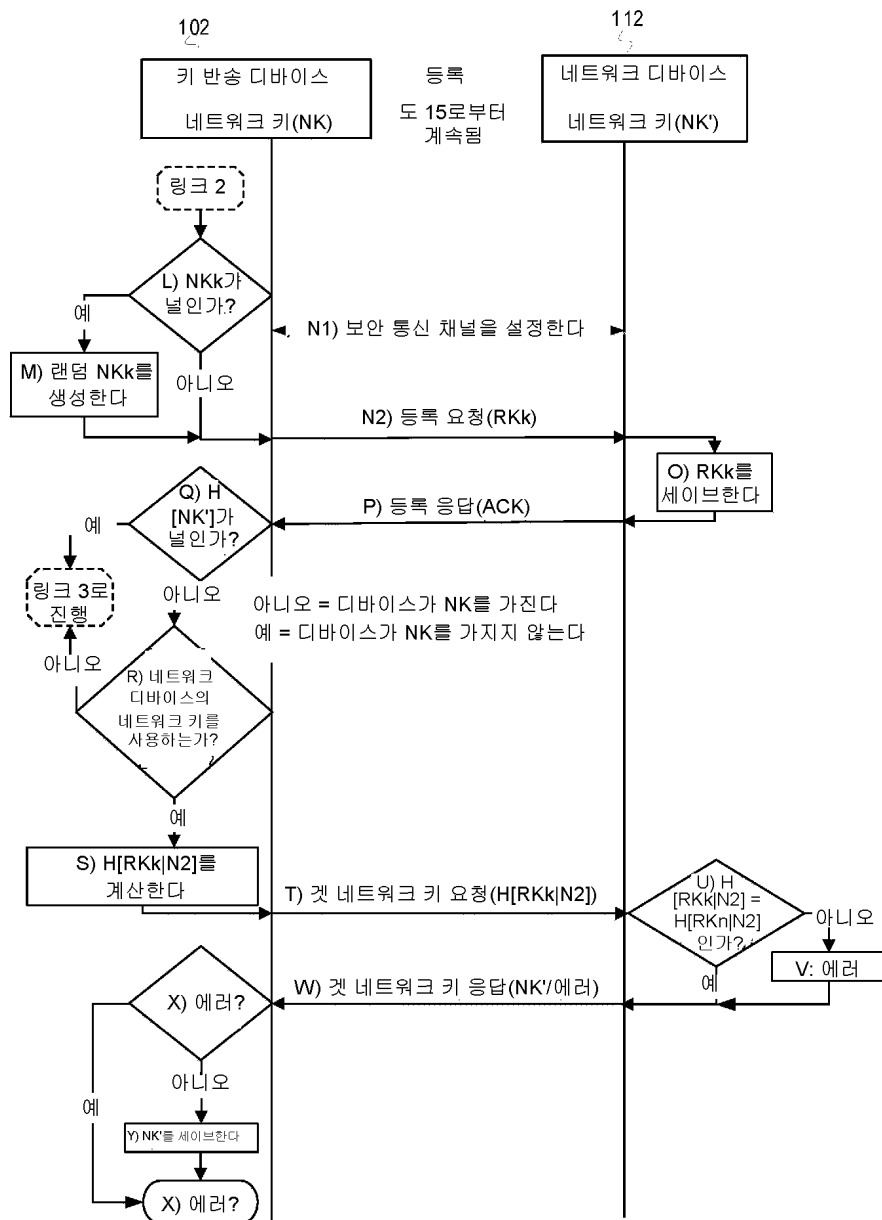 102
112
키 반송 디바이스
네트워크 키(NK)
등록
도 15로부터
계속됨
네트워크 디바이스
네트워크 키(NK')
링크 2
L) NKk가
널인가?
예
N1) 보안 통신 채널을 설정한다
M) 랜덤 NKk를
생성한다
아니오
N2) 등록 요청(RKk)
O) RKk를
세이브한다
P) 등록 응답(ACK)
Q) H
[NK']가
널인가?
예
링크 3로
진행
아니오
아니오 = 디바이스가 NK를 가진다
예 = 디바이스가 NK를 가지지 않는다
아니오
R) 네트워크
디바이스의
네트워크 키를
사용하는가?
예
S) H[RKk|N2]를
계산한다
T) 겟 네트워크 키 요청(H[RKk|N2])
U) H
[RKk|N2] =
H[RKn|N2]
인가?
아니오
V: 에러
예
W) 겟 네트워크 키 응답(NK'/에러)
X) 에러?
아니오
예
Y) NK'를 세이브한다
X) 에러?